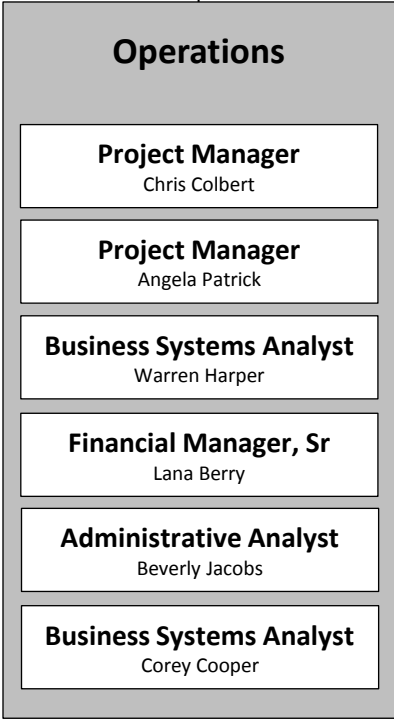 Operations
Project Manager
Chris Colbert
Project Manager
Angela Patrick
Business Systems Analyst
Warren Harper
Financial Manager, Sr
Lana Berry
Administrative Analyst
Beverly Jacobs
Business Systems Analyst
Corey Cooper